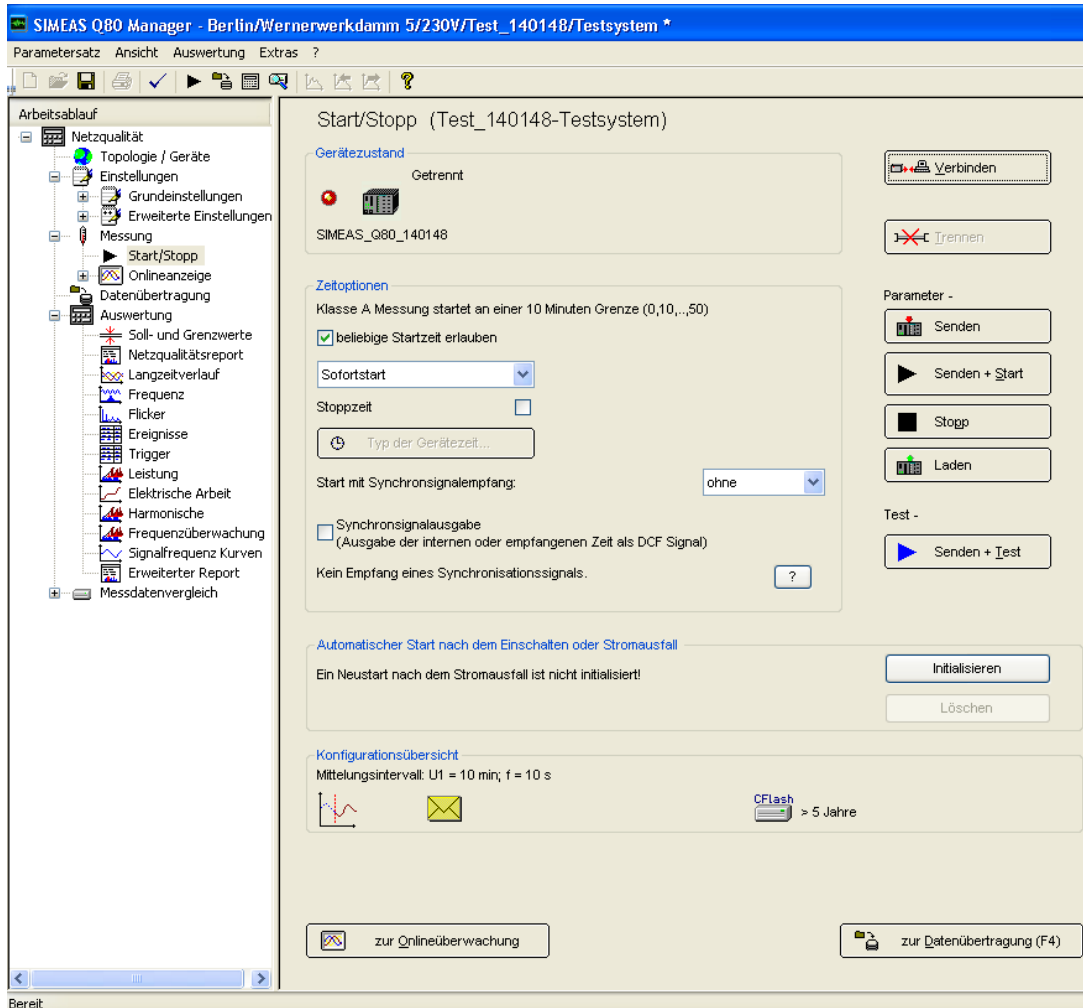 SIMEAS Q80 Manager - Berlin/Wernerwerkdamm 5/230V/Test_140148/Testsystem *
Parametersatz Ansicht Auswertung Extras ?
Arbeitsablauf
Netzqualität
Topologie / Geräte
Einstellungen
Grundeinstellungen
Erweiterte Einstellungen
Messung
Start/Stopp
Onlineanzeige
Datenübertragung
Auswertung
Soll- und Grenzwerte
Netzqualitätsreport
Langzeitverlauf
Frequenz
Flicker
Ereignisse
Trigger
Leistung
Elektrische Arbeit
Harmonische
Frequenzüberwachung
Signalfrequenz Kurven
Erweiterter Report
Messdatenvergleich
Start/Stopp (Test_140148-Testsystem)
Gerätezustand
Getrennt
SIMEAS_Q80_140148
Verbinden
Trennen
Zeitoptionen
Klasse A Messung startet an einer 10 Minuten Grenze (0,10,..,50)
beliebige Startzeit erlauben
Sofortstart
Stoppzeit
Typ der Gerätezeit...
Start mit Synchronsignalempfang:
ohne
Synchronsignalausgabe
(Ausgabe der internen oder empfangenen Zeit als DCF Signal)
Kein Empfang eines Synchronisationssignals.
?
Parameter -
Senden
Senden + Start
Stopp
Laden
Test -
Senden + Test
Automatischer Start nach dem Einschalten oder Stromausfall
Ein Neustart nach dem Stromausfall ist nicht initialisiert!
Initialisieren
Löschen
Konfigurationsübersicht
Mittelungsintervall: U1 = 10 min; f = 10 s
CFlash
> 5 Jahre
zur Onlineüberwachung
zur Datenübertragung (F4)
Bereit